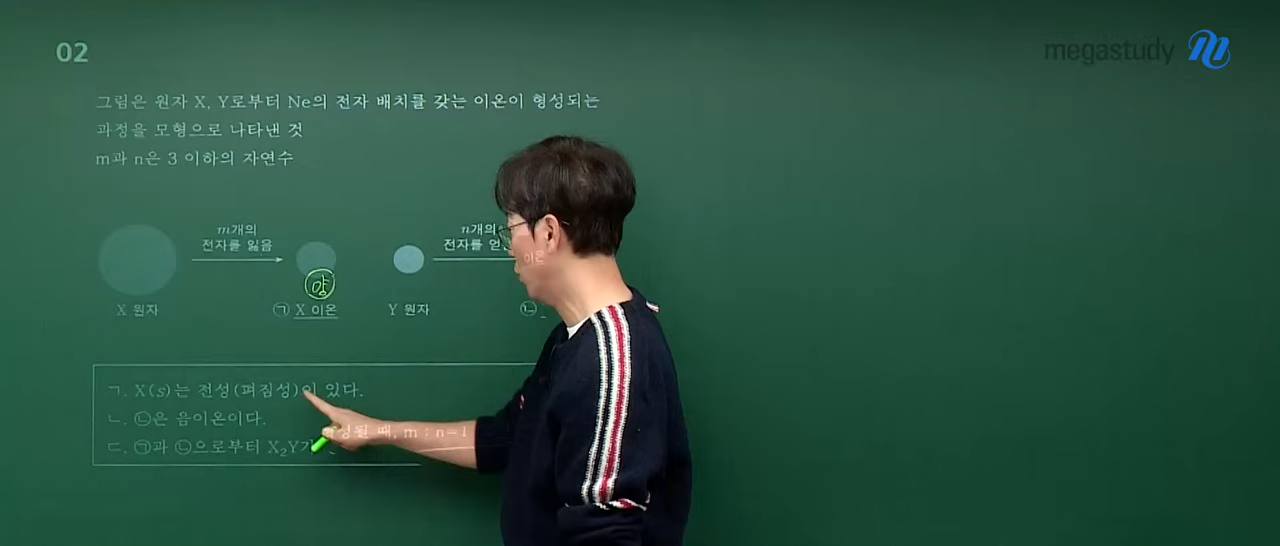 02
megastudy
그림은 원자 X, Y로부터 Ne의 전자 배치를 갖는 이온이 형성되는
과정을 모형으로 나타낸 것
m과 n은 3 이하의 자연수
m개의
전자를 잃음
n개의
전자를 얻
양
X 원자
㉠ X 이온
Y 원자
㉡
이온
ㄱ. X(s)는 전성(펴짐성)이 있다.
ㄴ. ㉡은 음이온이다.
ㄷ. ㉠과 ㉡으로부터 X₂Y가 성될 때, m : n=1